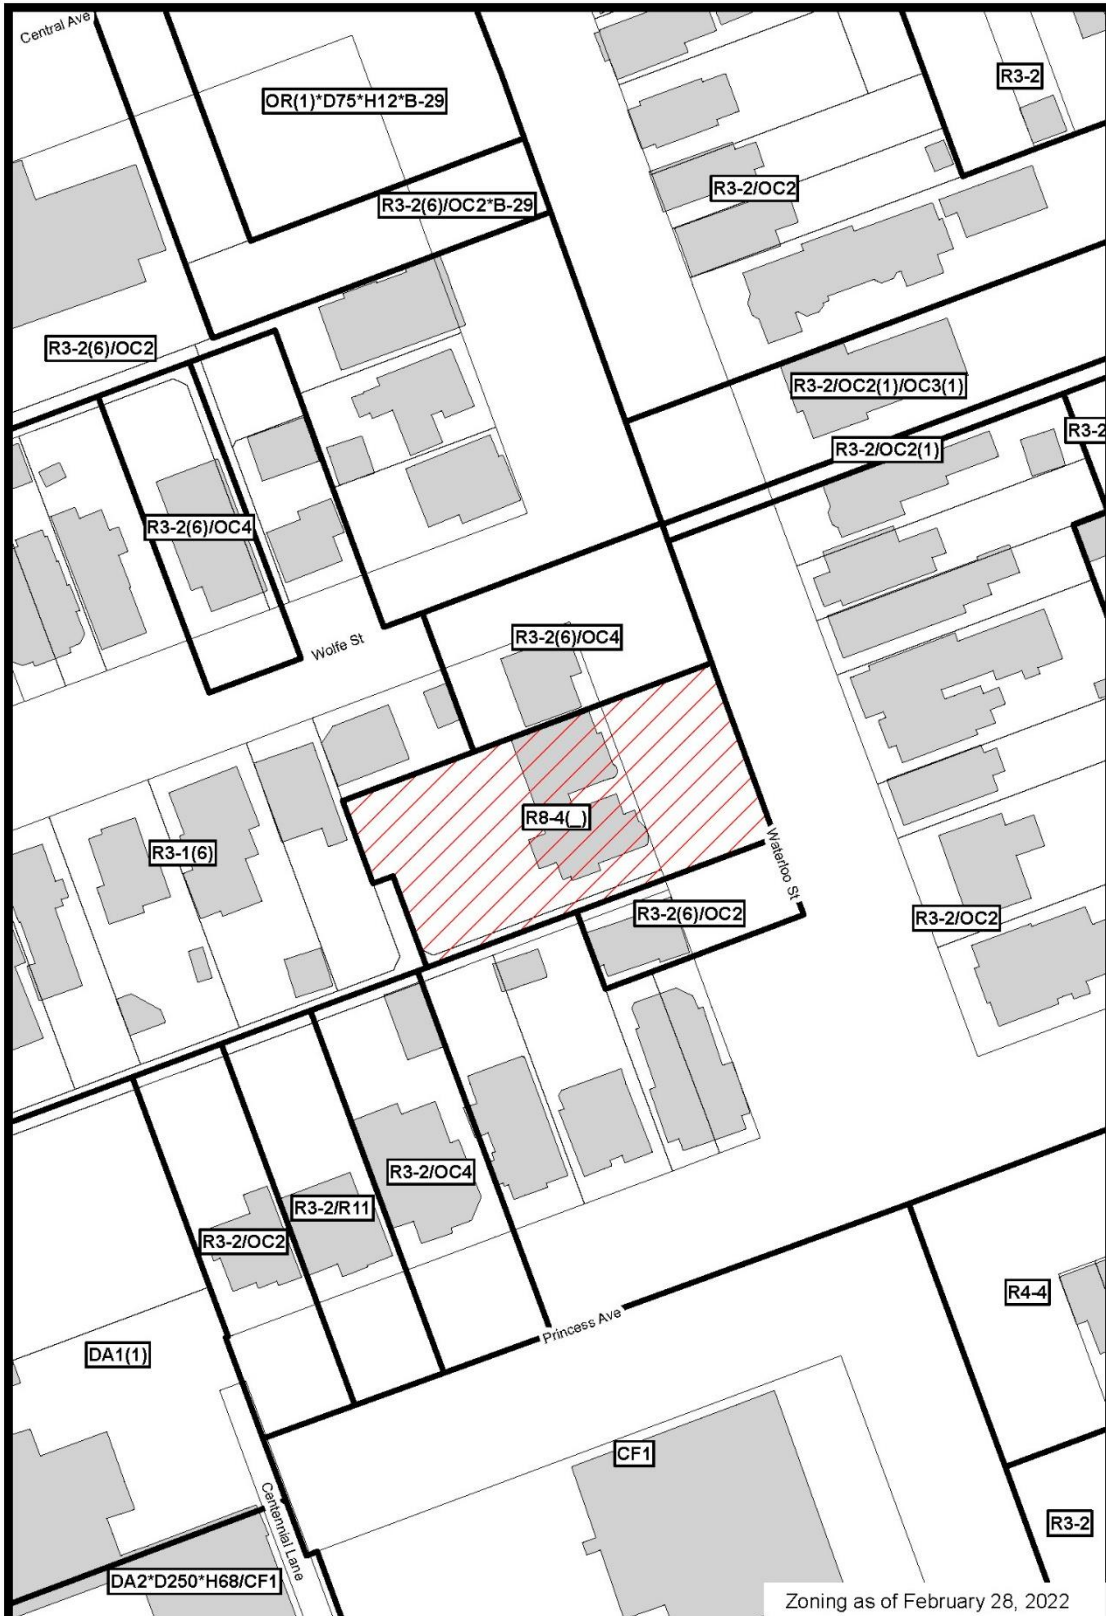 Central Ave
OR(1)*D75*H12*B-29
R3-2
R3-2/OC2
R3-2(6)/OC2*B-29
R3-2(6)/OC2
R3-2/OC2(1)/OC3(1)
R3-2/OC2(1)
R3-2
R3-2(6)/OC4
Wolfe St
R3-2(6)/OC4
R8-4(_)
R3-1(6)
Waterloo St
R3-2(6)/OC2
R3-2/OC2
R3-2/OC4
R3-2/R11
R3-2/OC2
R4-4
Princess Ave
DA1(1)
CF1
Centennial Lane
R3-2
DA2*D250*H68/CF1
Zoning as of February 28, 2022